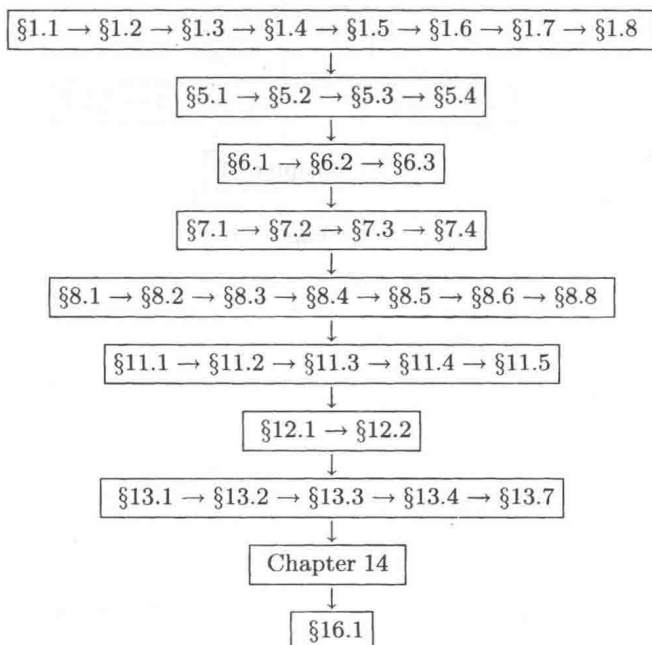 §1.1 → §1.2 → §1.3 → §1.4 → §1.5 → §1.6 → §1.7 → §1.8
↓
§5.1 → §5.2 → §5.3 → §5.4
↓
§6.1 → §6.2 → §6.3
↓
§7.1 → §7.2 → §7.3 → §7.4
↓
§8.1 → §8.2 → §8.3 → §8.4 → §8.5 → §8.6 → §8.8
↓
§11.1 → §11.2 → §11.3 → §11.4 → §11.5
↓
§12.1 → §12.2
↓
§13.1 → §13.2 → §13.3 → §13.4 → §13.7
↓
Chapter 14
↓
§16.1